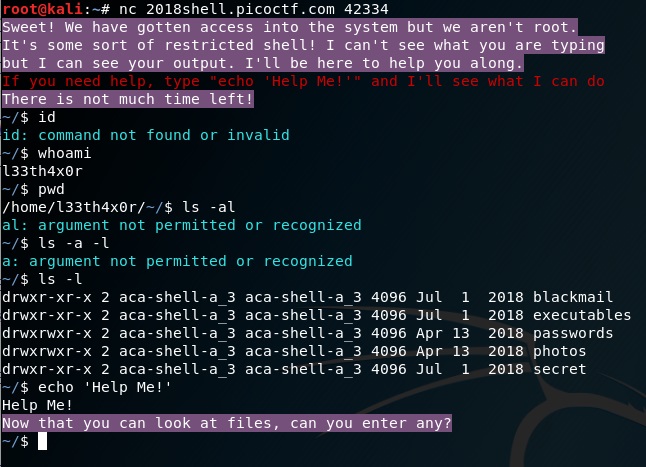 root@kali:~# nc 2018shell.picoctf.com 42334
Sweet! We have gotten access into the system but we aren't root.
It's some sort of restricted shell! I can't see what you are typing
but I can see your output. I'll be here to help you along.
If you need help, type "echo 'Help Me!'" and I'll see what I can do
There is not much time left!
~/$ id
id: command not found or invalid
~/$ whoami
l33th4x0r
~/$ pwd
/home/l33th4x0r/~/$ ls -al
al: argument not permitted or recognized
~/$ ls -a -l
a: argument not permitted or recognized
~/$ ls -l
drwxr-xr-x 2 aca-shell-a_3 aca-shell-a_3 4096 Jul  1  2018 blackmail
drwxr-xr-x 2 aca-shell-a_3 aca-shell-a_3 4096 Jul  1  2018 executables
drwxrwxr-x 2 aca-shell-a_3 aca-shell-a_3 4096 Apr 13  2018 passwords
drwxrwxr-x 2 aca-shell-a_3 aca-shell-a_3 4096 Apr 13  2018 photos
drwxr-xr-x 2 aca-shell-a_3 aca-shell-a_3 4096 Jul  1  2018 secret
~/$ echo 'Help Me!'
Help Me!
Now that you can look at files, can you enter any?
~/$